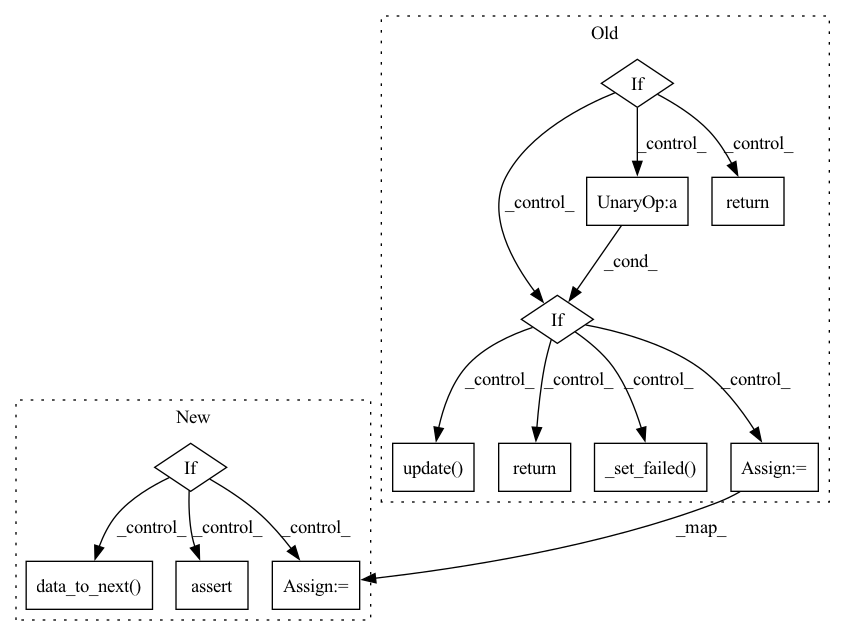 Old
If
_control_
_control_
_control_
UnaryOp:a
return
_cond_
If
_control_
_control_
_control_
_control_
update()
return
_set_failed()
Assign:=
_map_
New
If
_control_
_control_
_control_
data_to_next()
assert
Assign:=